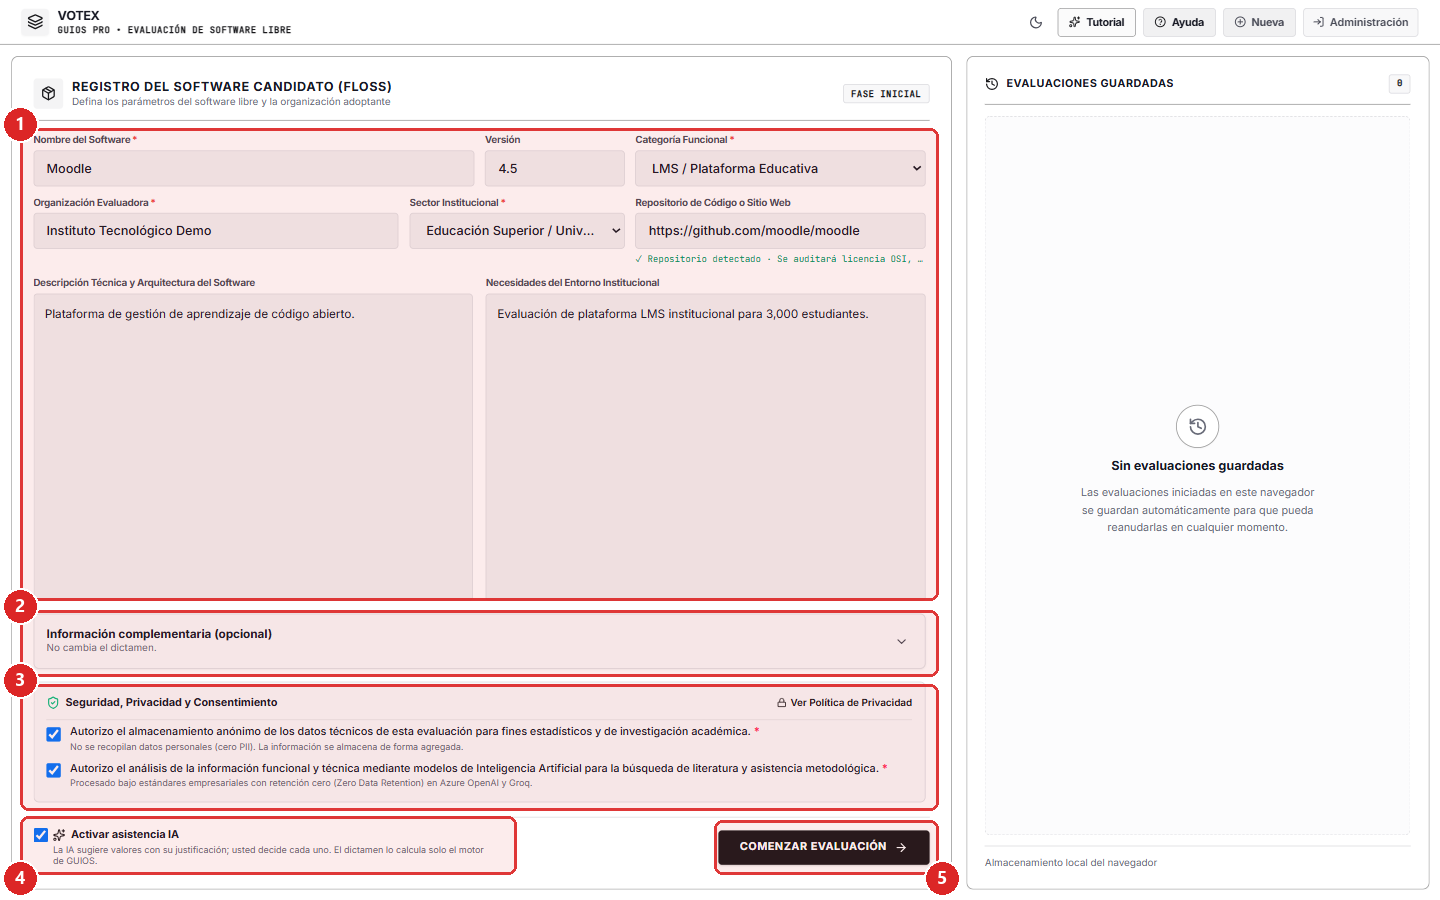 VOTEX
GUIOS PRO • EVALUACIÓN DE SOFTWARE LIBRE
Tutorial
Ayuda
Nueva
Administración
REGISTRO DEL SOFTWARE CANDIDATO (FLOSS)
Defina los parámetros del software libre y la organización adoptante
FASE INICIAL
1
Nombre del Software *
Versión
Categoría Funcional *
Moodle
4.5
LMS / Plataforma Educativa
Organización Evaluadora *
Sector Institucional *
Repositorio de Código o Sitio Web
Instituto Tecnológico Demo
Educación Superior / Univ...
https://github.com/moodle/moodle
✓ Repositorio detectado · Se auditará licencia OSI, …
Descripción Técnica y Arquitectura del Software
Necesidades del Entorno Institucional
Plataforma de gestión de aprendizaje de código abierto.
Evaluación de plataforma LMS institucional para 3,000 estudiantes.
2
Información complementaria (opcional)
No cambia el dictamen.
3
Seguridad, Privacidad y Consentimiento
Ver Política de Privacidad
Autorizo el almacenamiento anónimo de los datos técnicos de esta evaluación para fines estadísticos y de investigación académica. *
No se recopilan datos personales (cero PII). La información se almacena de forma agregada.
Autorizo el análisis de la información funcional y técnica mediante modelos de Inteligencia Artificial para la búsqueda de literatura y asistencia metodológica. *
Procesado bajo estándares empresariales con retención cero (Zero Data Retention) en Azure OpenAI y Groq.
Activar asistencia IA
La IA sugiere valores con su justificación; usted decide cada uno. El dictamen lo calcula solo el motor
de GUIOS.
4
COMENZAR EVALUACIÓN
5
EVALUACIONES GUARDADAS
0
Sin evaluaciones guardadas
Las evaluaciones iniciadas en este navegador
se guardan automáticamente para que pueda
reanudarlas en cualquier momento.
Almacenamiento local del navegador